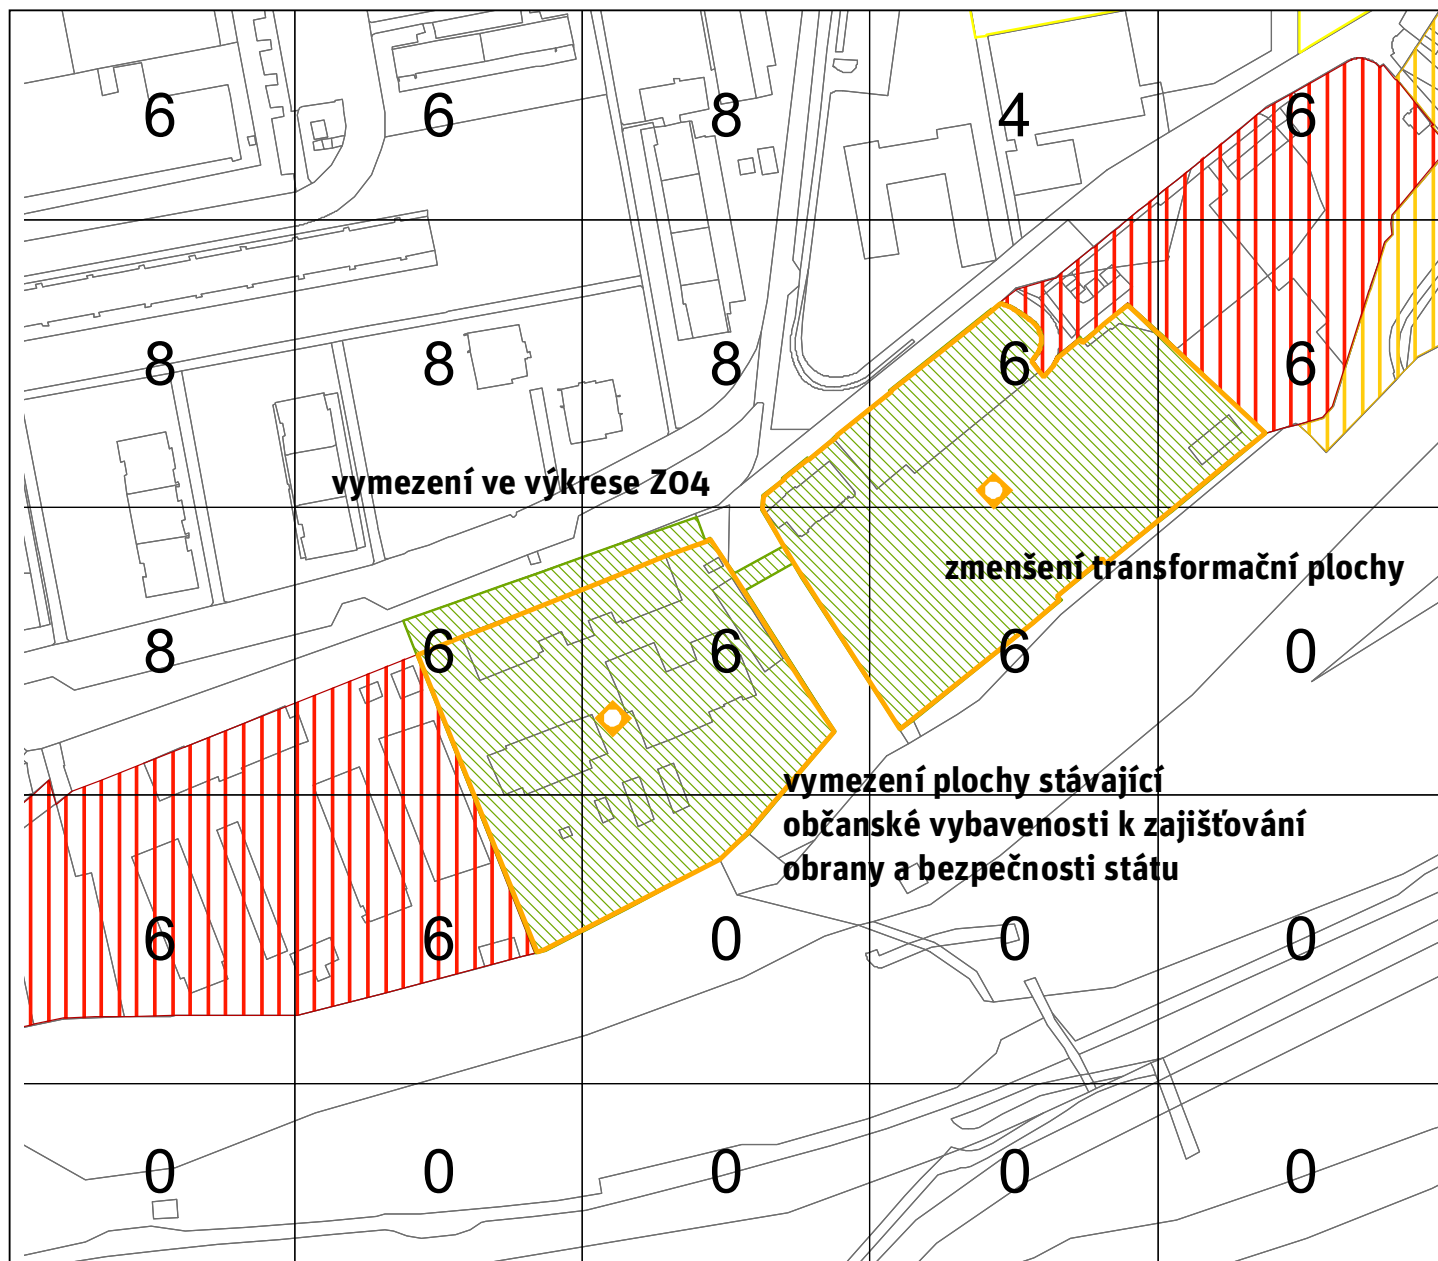 6 6 8 4 6
8 8 8 6 6
vymezení ve výkrese Z04
zmenšení transformační plochy
8 6 6 6 0
vymezení plochy stávající
občanské vybavenosti k zajišťování
obrany a bezpečnosti státu
6 6 0 0 0
0 0 0 0 0